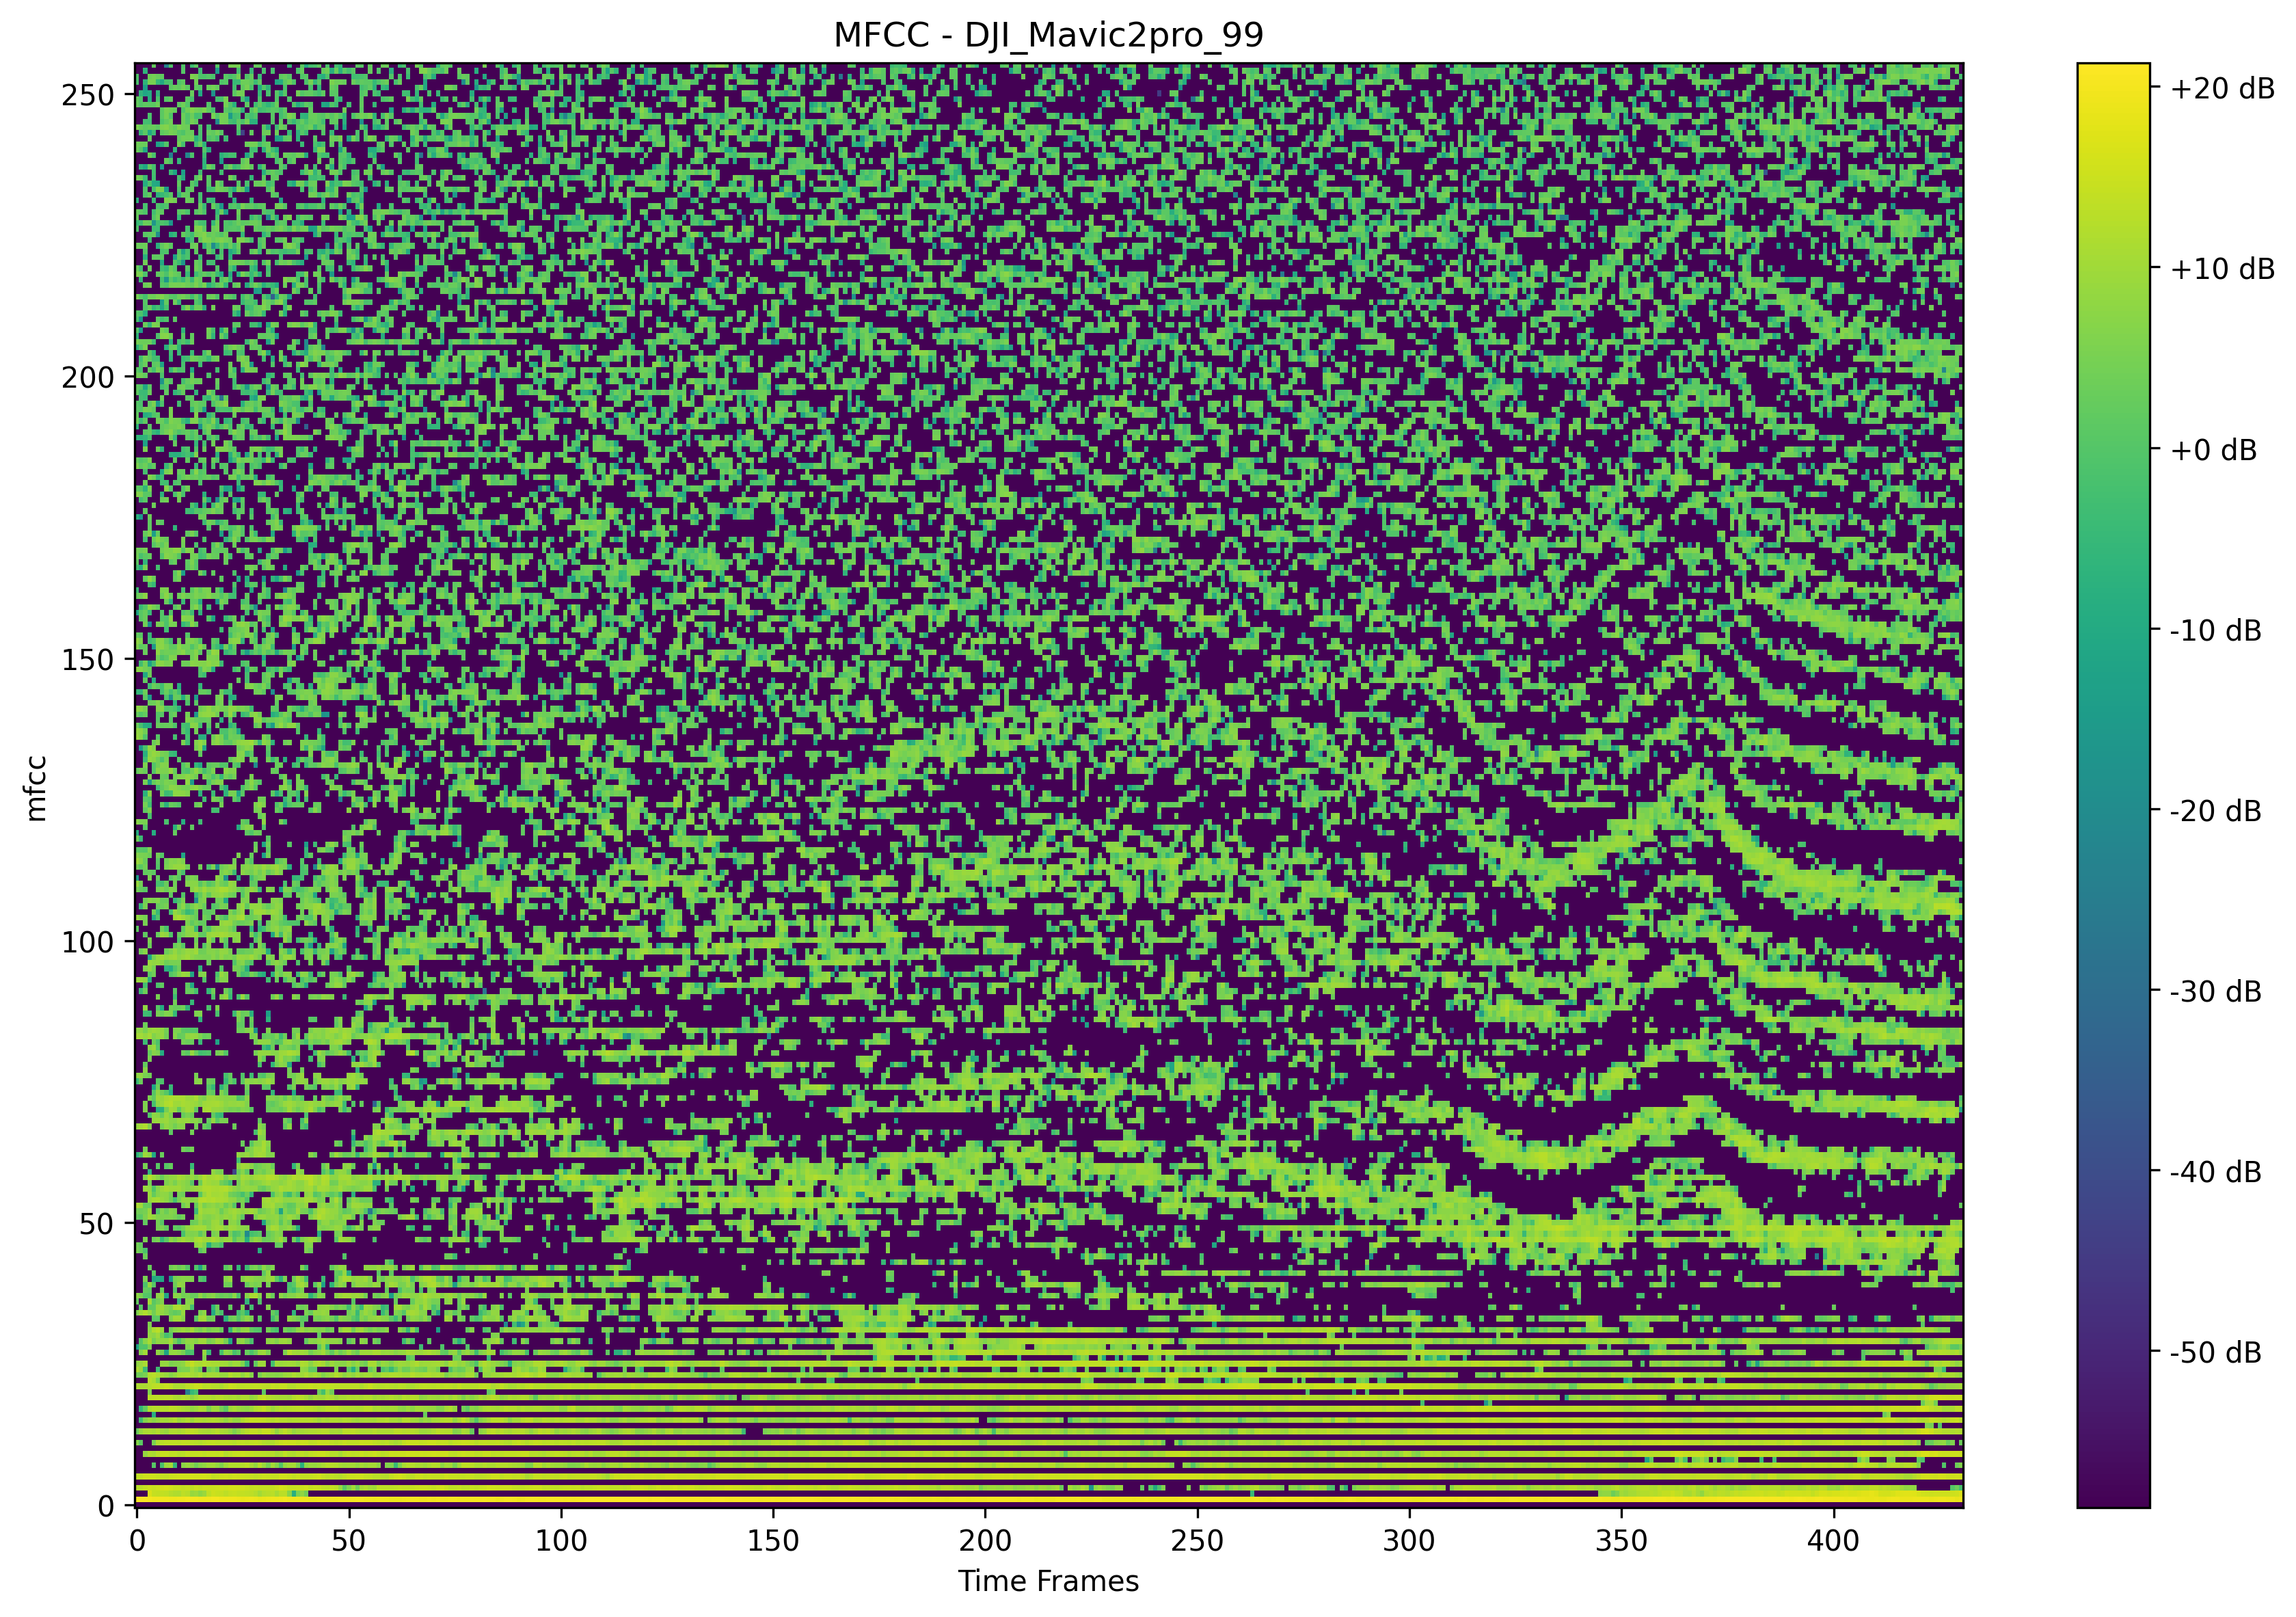 MFCC - DJI_Mavic2pro_99
250
200
150
100
50
0
mfcc
0 50 100 150 200 250 300 350 400
Time Frames
+20 dB
+10 dB
+0 dB
-10 dB
-20 dB
-30 dB
-40 dB
-50 dB